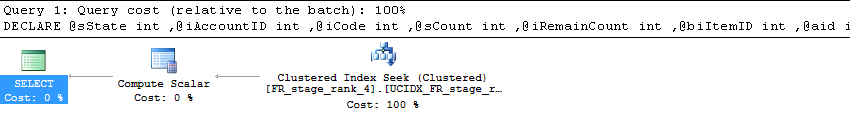 Query 1: Query cost (relative to the batch): 100%
DECLARE @sState int ,@iAccountID int ,@iCode int ,@sCount int ,@iRemainCount int ,@biItemID int ,@aid i
SELECT
Cost: 0 %
Compute Scalar
Cost: 0 %
Clustered Index Seek (Clustered)
[FR_stage_rank_4].[UCIDX_FR_stage_r…
Cost: 100 %